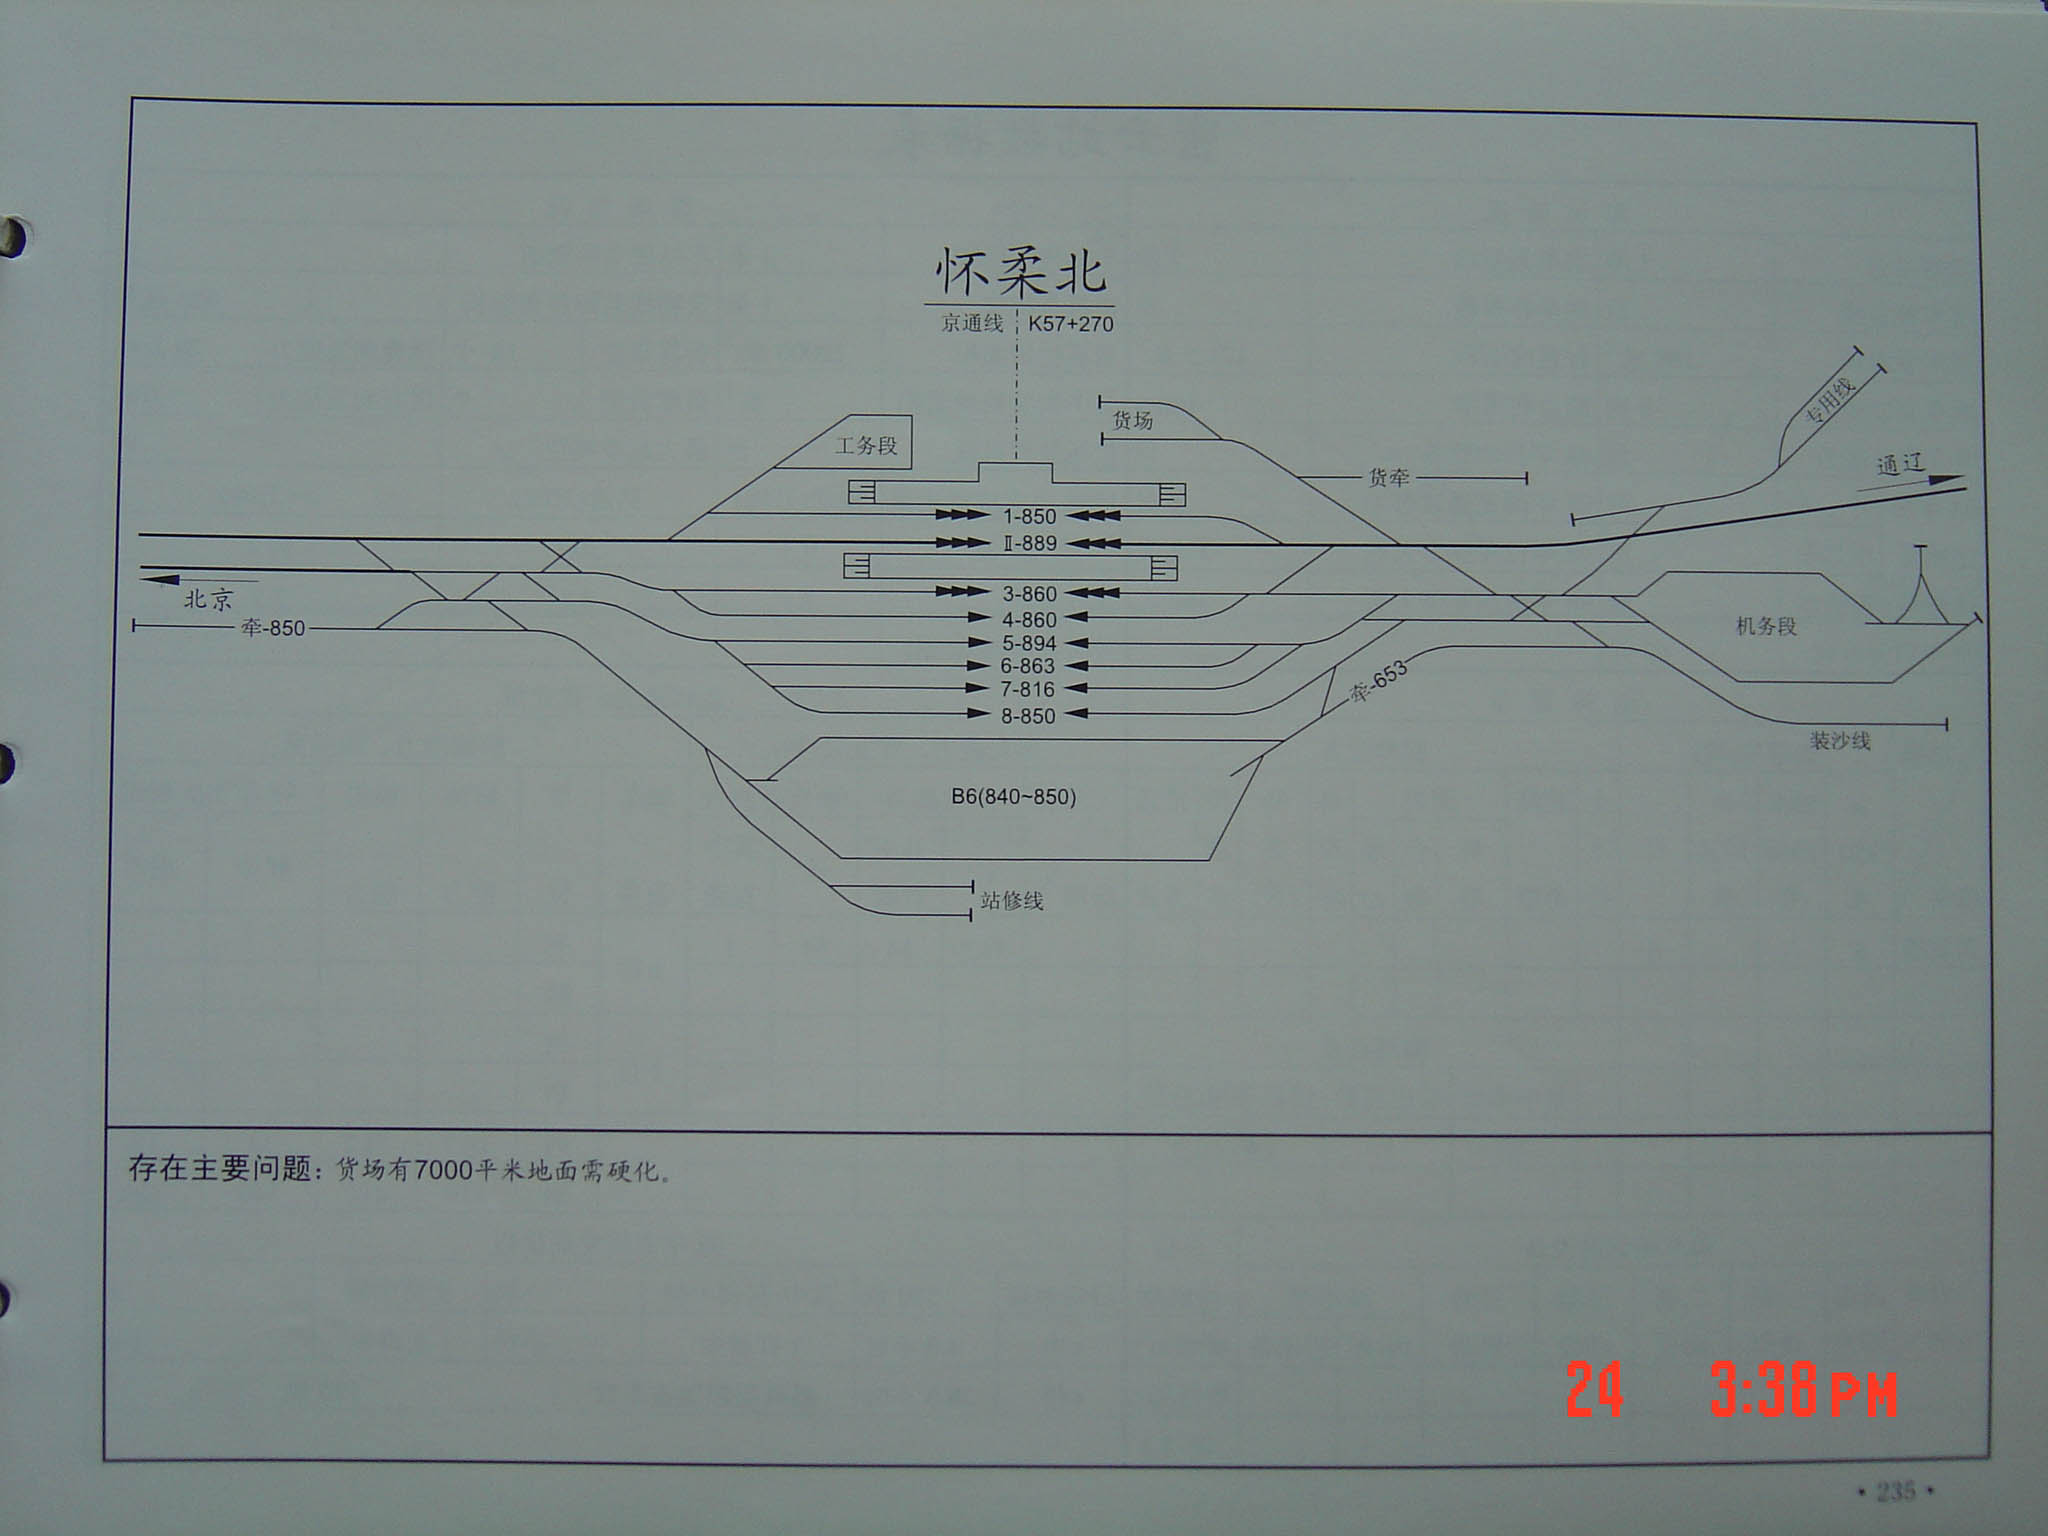 怀柔北
京通线 K57+270
专用线
货场
工务段
通辽
货牵
1-850
Ⅱ-889
北京
3-860
牵-850
4-860
机务段
5-894
6-863
牵-653
7-816
8-850
装沙线
B6(840~850)
站修线
存在主要问题：货场有7000平米地面需硬化。
24 3:38PM
·235·